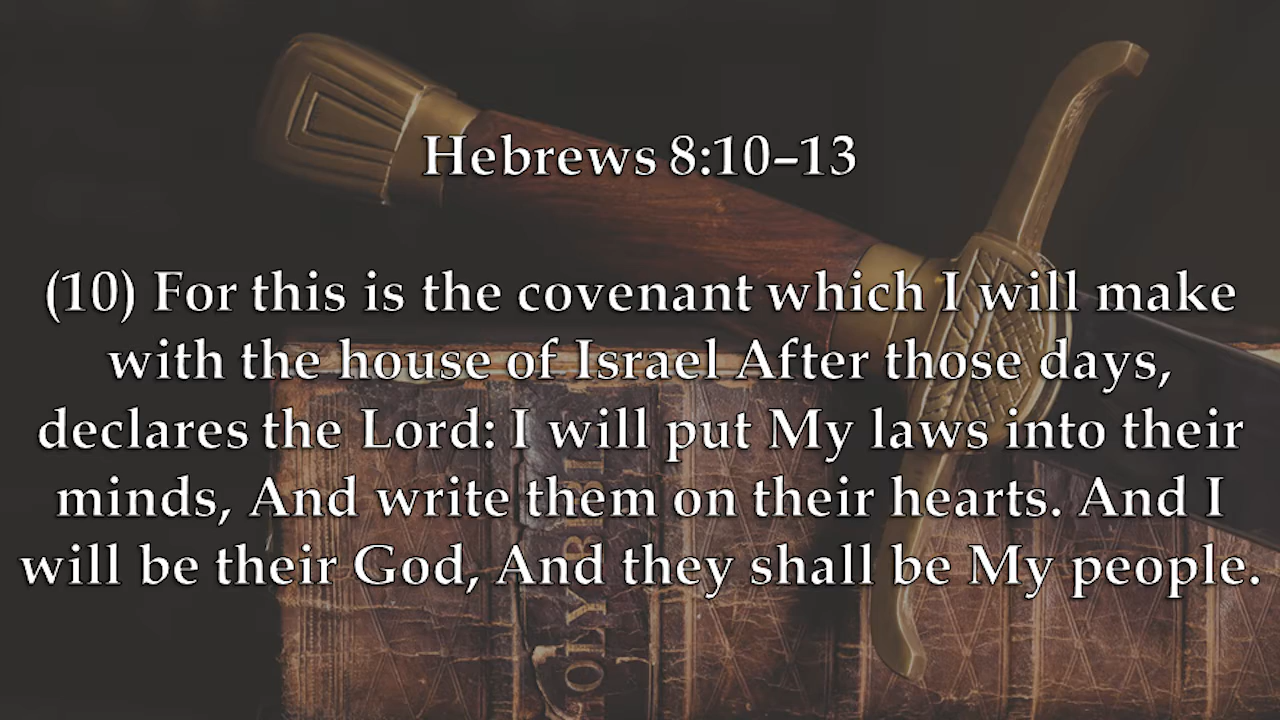 Hebrews 8:10–13
(10) For this is the covenant which I will make
with the house of Israel After those days,
declares the Lord: I will put My laws into their
minds, And write them on their hearts. And I
will be their God, And they shall be My people.
HOLY BIBLE